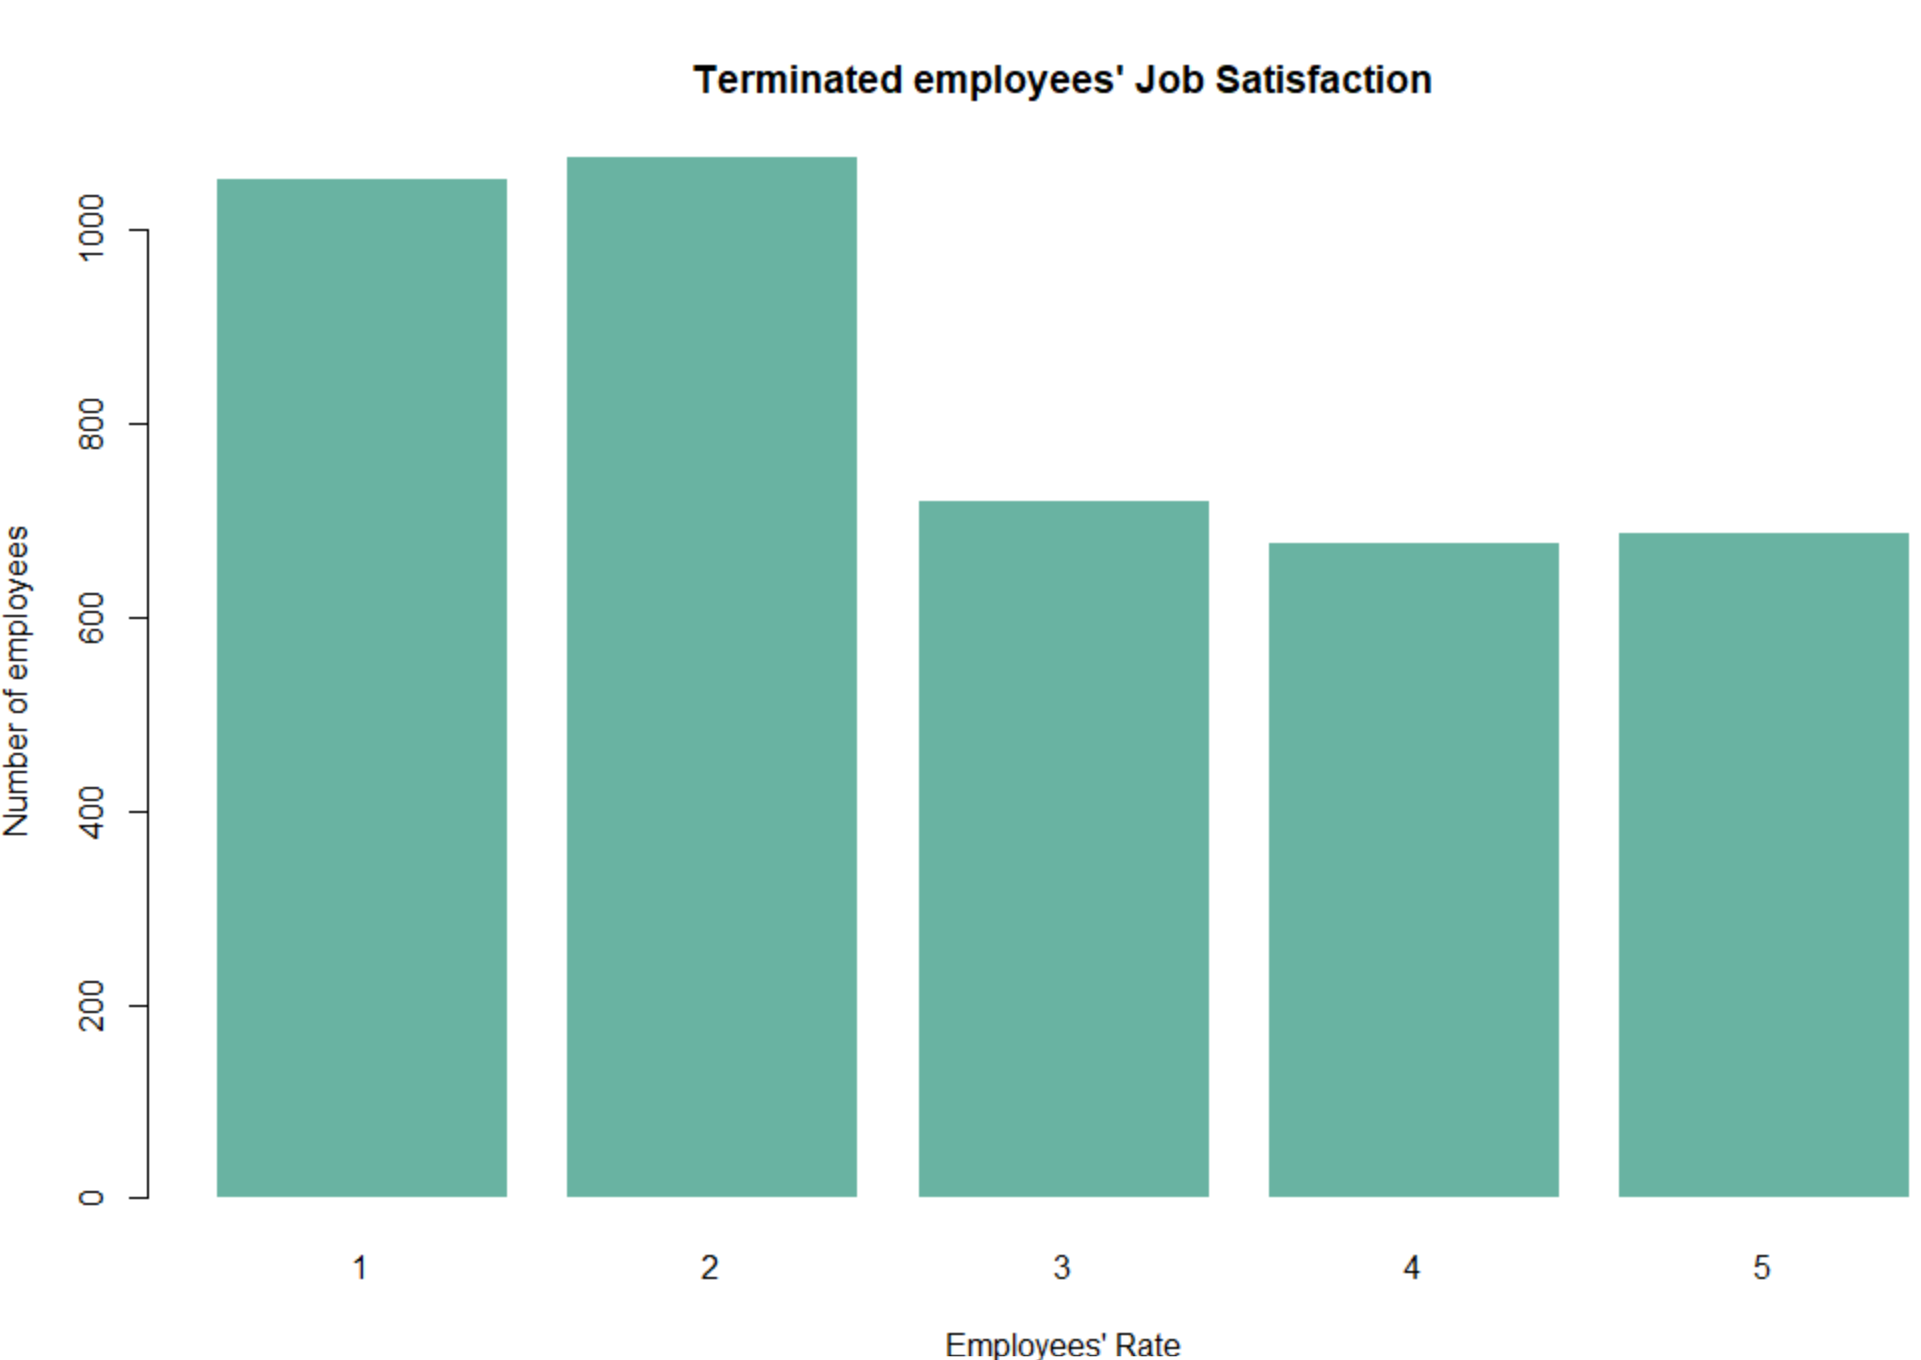 Terminated employees' Job Satisfaction
Number of employees
1000
800
600
400
200
0
1 2 3 4 5
Employees' Rate